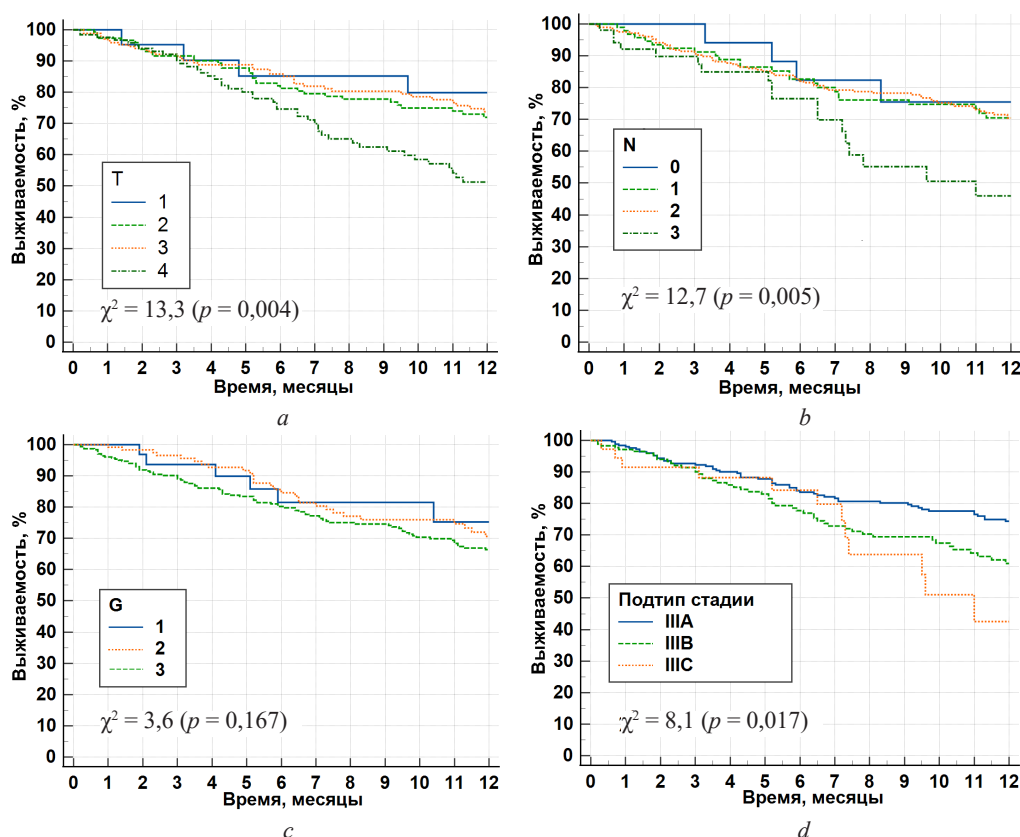 Выживаемость, %
100
90
80
70
60
50
40
30
20
10
0
T
1
2
3
4
χ² = 13,3 (p = 0,004)
0 1 2 3 4 5 6 7 8 9 10 11 12
Время, месяцы
a
Выживаемость, %
100
90
80
70
60
50
40
30
20
10
0
N
0
1
2
3
χ² = 12,7 (p = 0,005)
0 1 2 3 4 5 6 7 8 9 10 11 12
Время, месяцы
b
Выживаемость, %
100
90
80
70
60
50
40
30
20
10
0
G
1
2
3
χ² = 3,6 (p = 0,167)
0 1 2 3 4 5 6 7 8 9 10 11 12
Время, месяцы
c
Выживаемость, %
100
90
80
70
60
50
40
30
20
10
0
Подтип стадии
IIIA
IIIB
IIIC
χ² = 8,1 (p = 0,017)
0 1 2 3 4 5 6 7 8 9 10 11 12
Время, месяцы
d